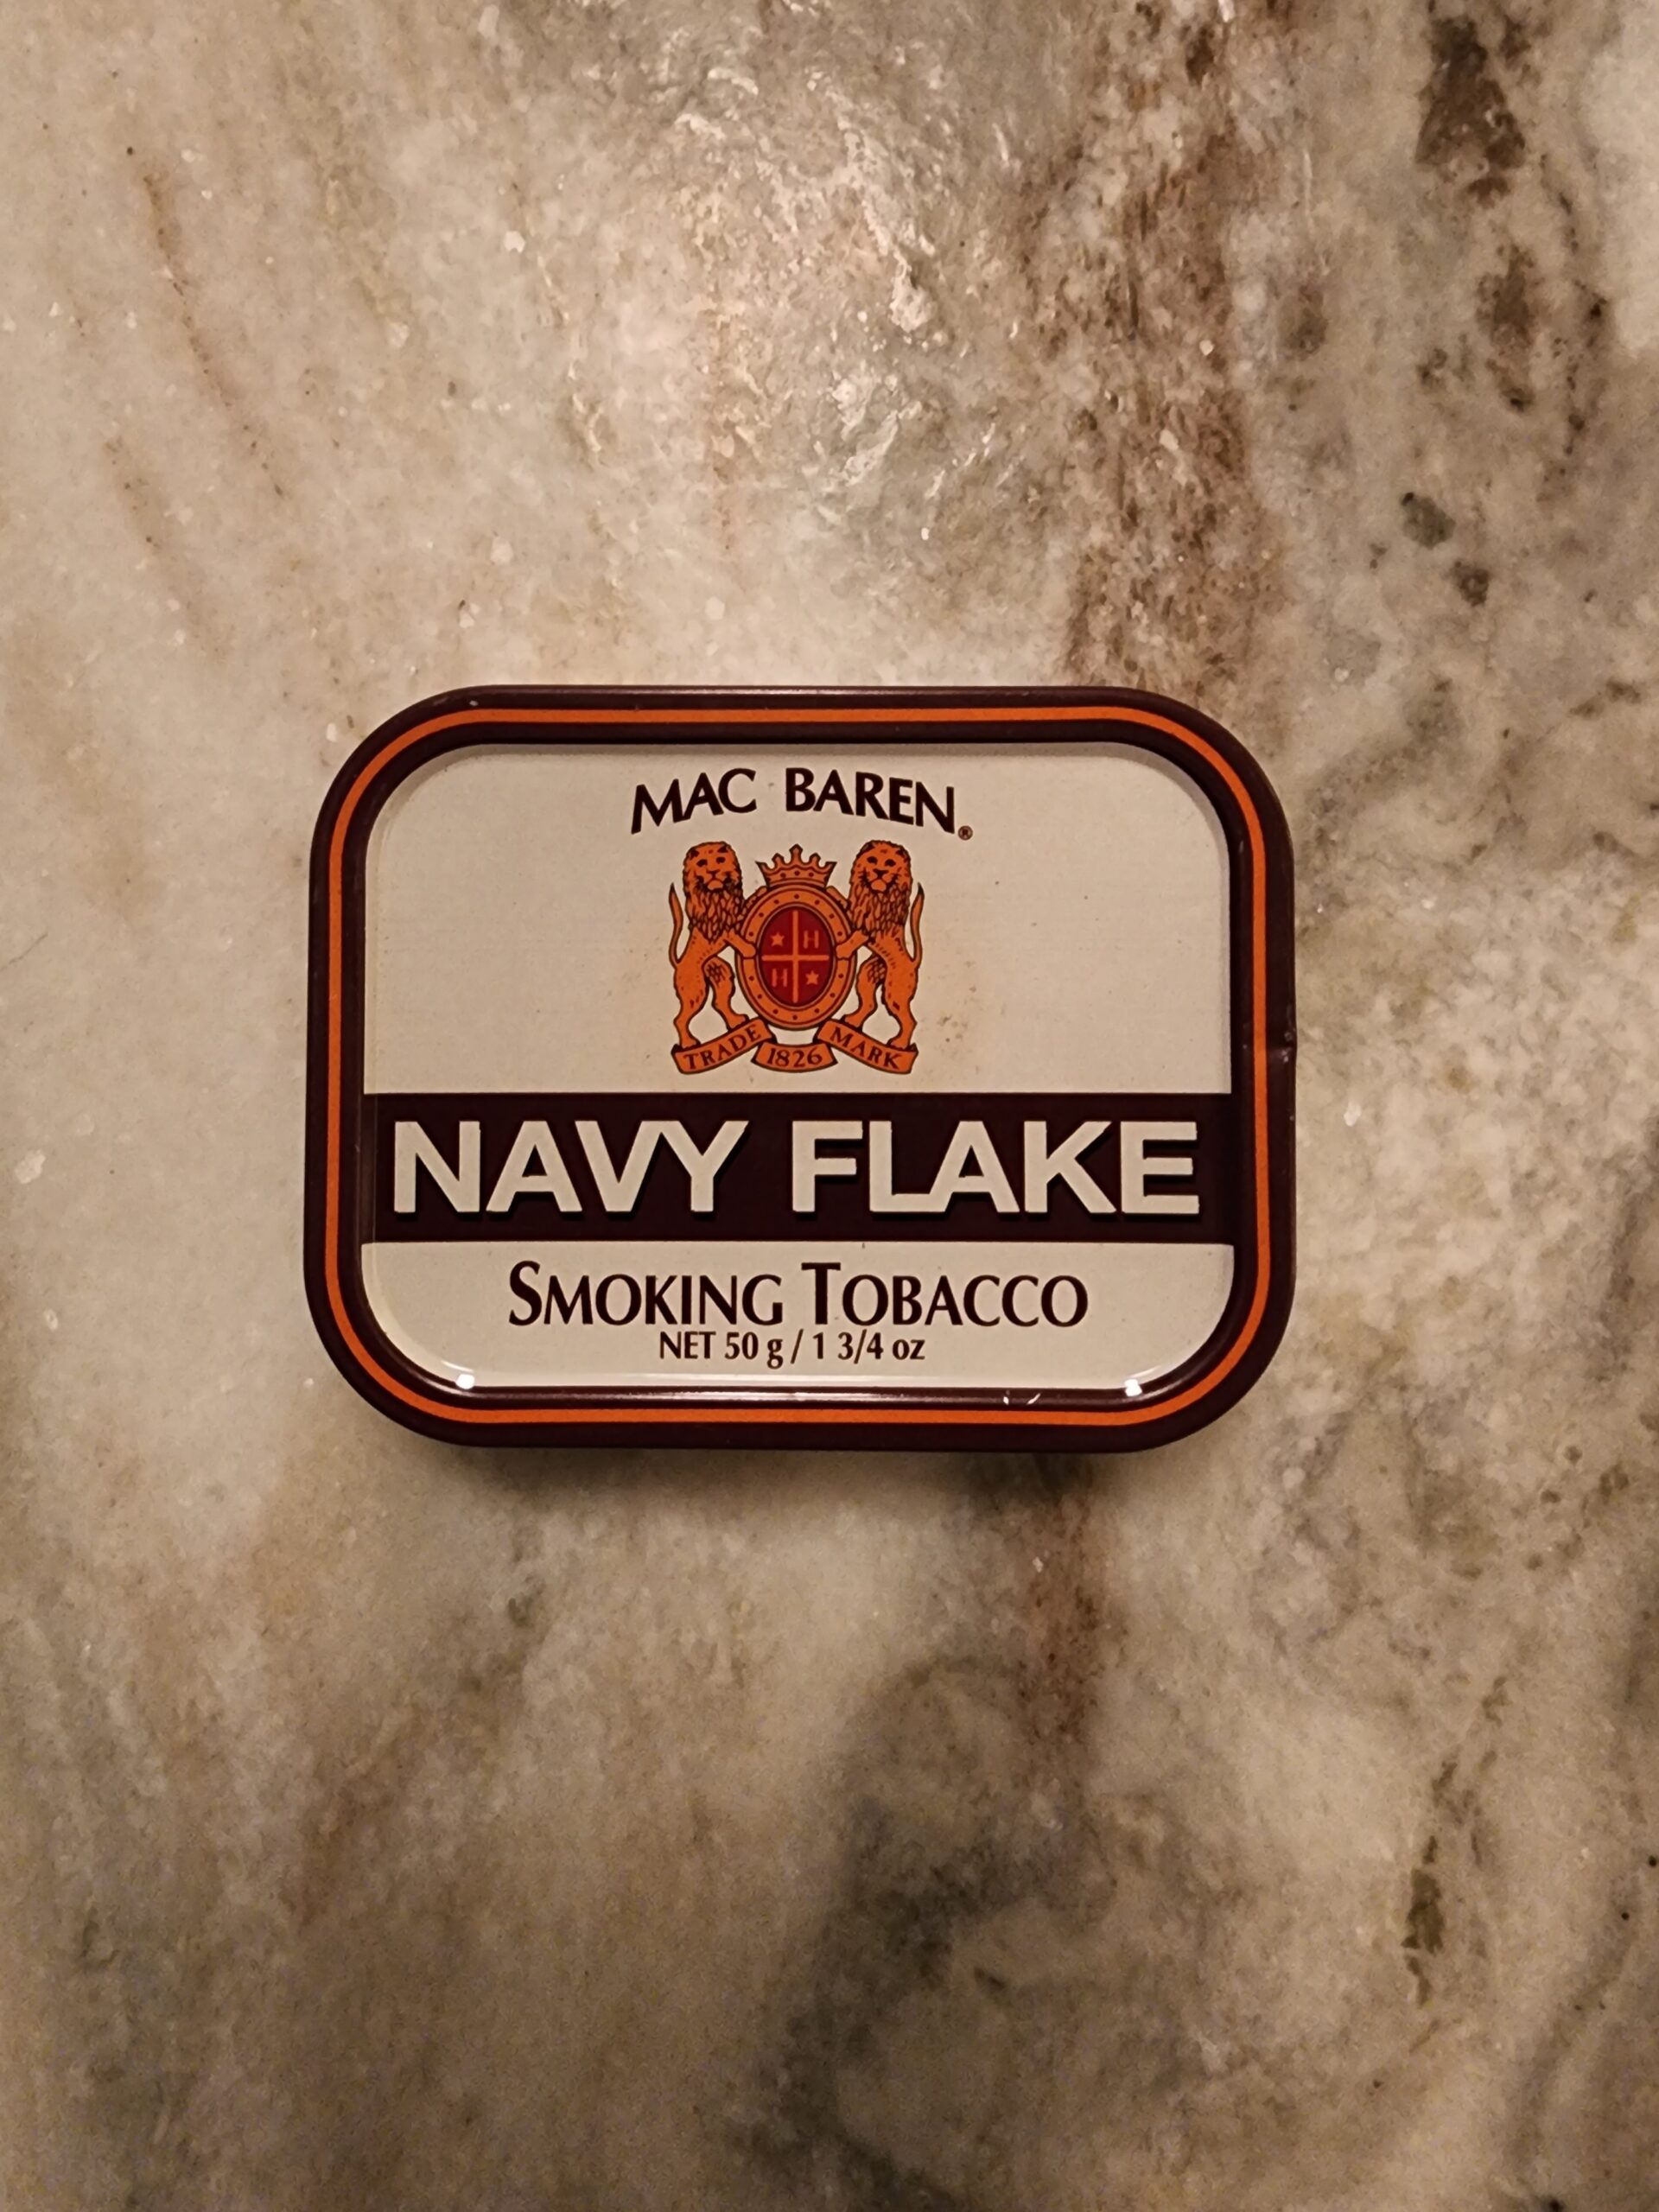 MAC BAREN®
H
H
TRADE 1826 MARK
NAVY FLAKE
SMOKING TOBACCO
NET 50 g / 1 3/4 oz